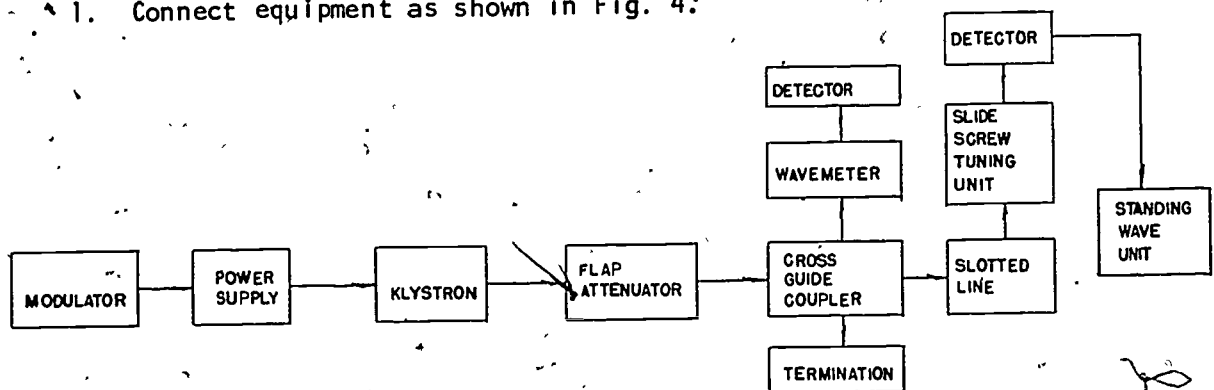 1. Connect equipment as shown in Fig. 4:
DETECTOR
DETECTOR
WAVEMETER
SLIDE
SCREW
TUNING
UNIT
STANDING
WAVE
UNIT
MODULATOR
POWER
SUPPLY
KLYSTRON
FLAP
ATTENUATOR
CROSS
GUIDE
COUPLER
SLOTTED
LINE
TERMINATION